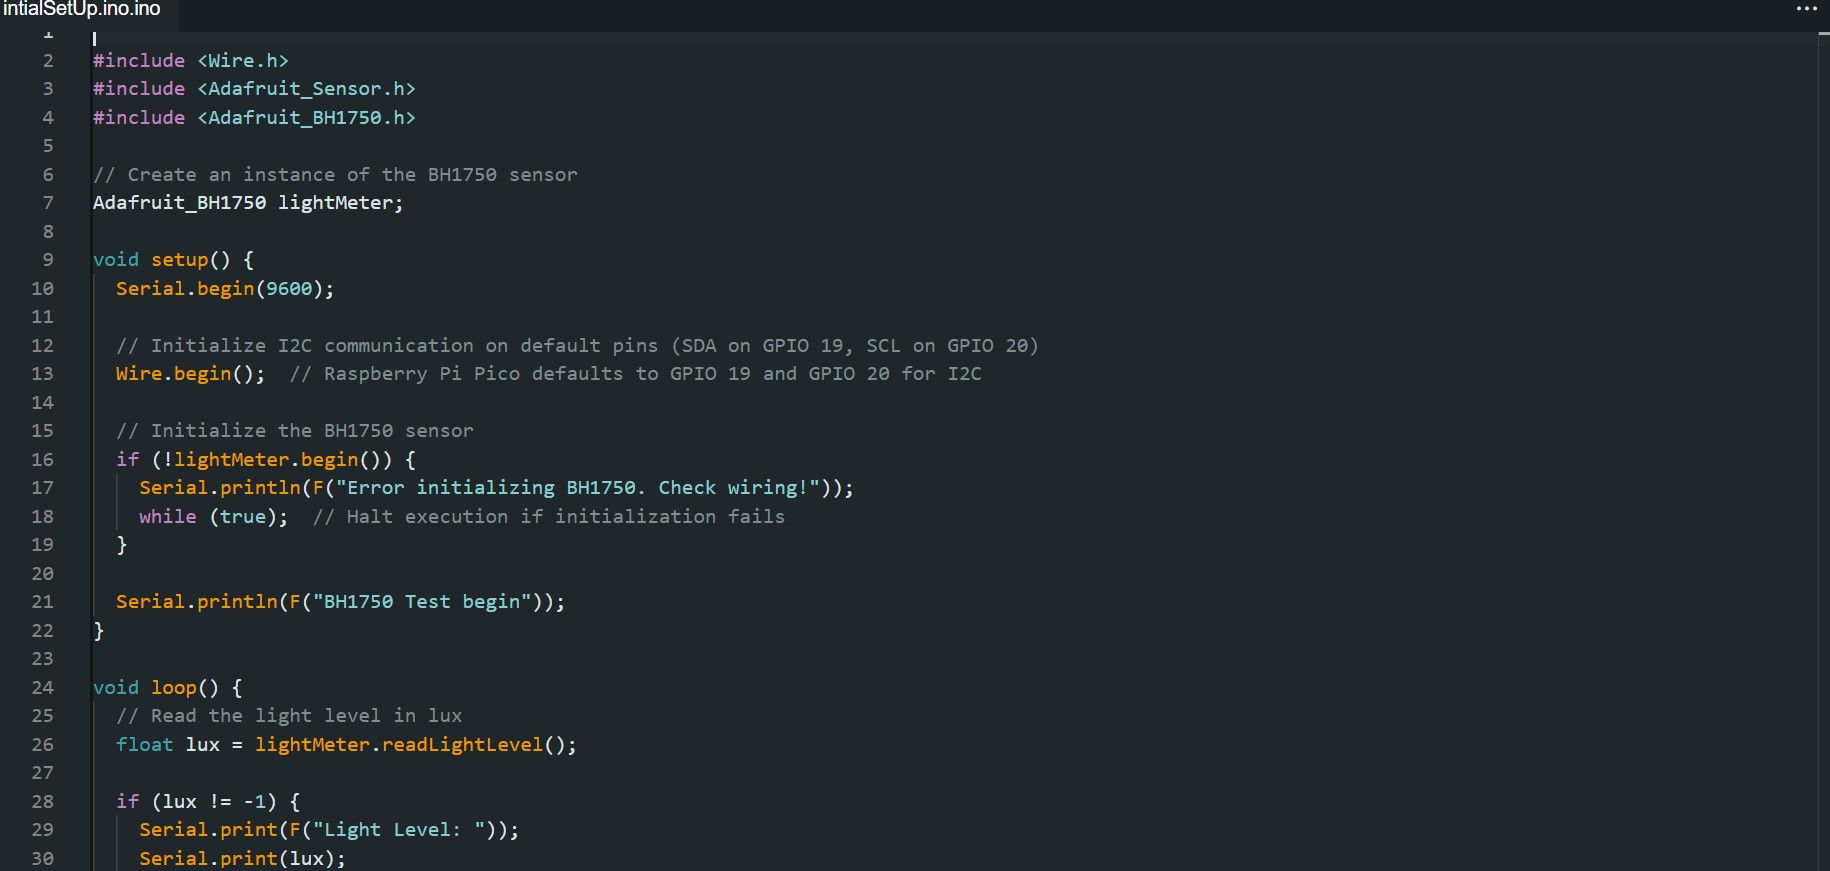 intialSetUp.ino.ino
...
1
2 #include <Wire.h>
3 #include <Adafruit_Sensor.h>
4 #include <Adafruit_BH1750.h>
5
6 // Create an instance of the BH1750 sensor
7 Adafruit_BH1750 lightMeter;
8
9 void setup() {
10   Serial.begin(9600);
11
12   // Initialize I2C communication on default pins (SDA on GPIO 19, SCL on GPIO 20)
13   Wire.begin();  // Raspberry Pi Pico defaults to GPIO 19 and GPIO 20 for I2C
14
15   // Initialize the BH1750 sensor
16   if (!lightMeter.begin()) {
17     Serial.println(F("Error initializing BH1750. Check wiring!"));
18     while (true);  // Halt execution if initialization fails
19   }
20
21   Serial.println(F("BH1750 Test begin"));
22 }
23
24 void loop() {
25   // Read the light level in lux
26   float lux = lightMeter.readLightLevel();
27
28   if (lux != -1) {
29     Serial.print(F("Light Level: "));
30     Serial.print(lux);